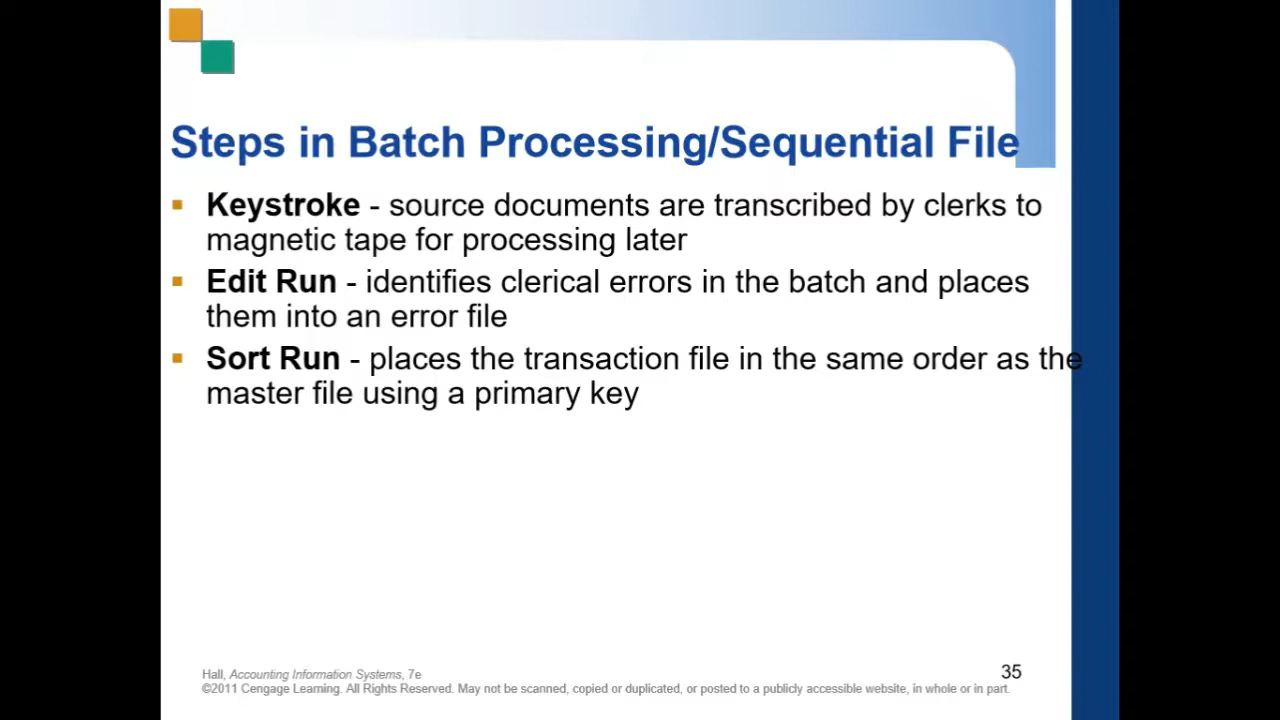 Steps in Batch Processing/Sequential File
▪ Keystroke - source documents are transcribed by clerks to
magnetic tape for processing later
▪ Edit Run - identifies clerical errors in the batch and places
them into an error file
▪ Sort Run - places the transaction file in the same order as the
master file using a primary key
Hall, Accounting Information Systems, 7e
©2011 Cengage Learning. All Rights Reserved. May not be scanned, copied or duplicated, or posted to a publicly accessible website, in whole or in part.
35